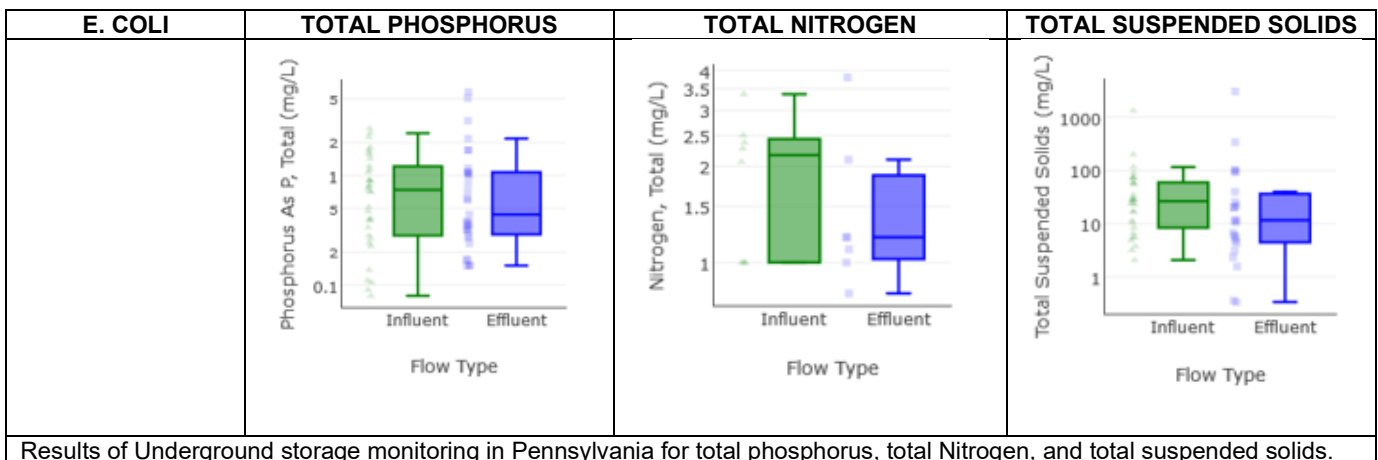 E. COLI
TOTAL PHOSPHORUS
TOTAL NITROGEN
TOTAL SUSPENDED SOLIDS
Phosphorus As P, Total (mg/L)
5
2
1
5
2
0.1
Influent
Effluent
Flow Type
Nitrogen, Total (mg/L)
4
3.5
3
2.5
2
1.5
1
Influent
Effluent
Flow Type
Total Suspended Solids (mg/L)
1000
100
10
1
Influent
Effluent
Flow Type
Results of Underground storage monitoring in Pennsylvania for total phosphorus, total Nitrogen, and total suspended solids.